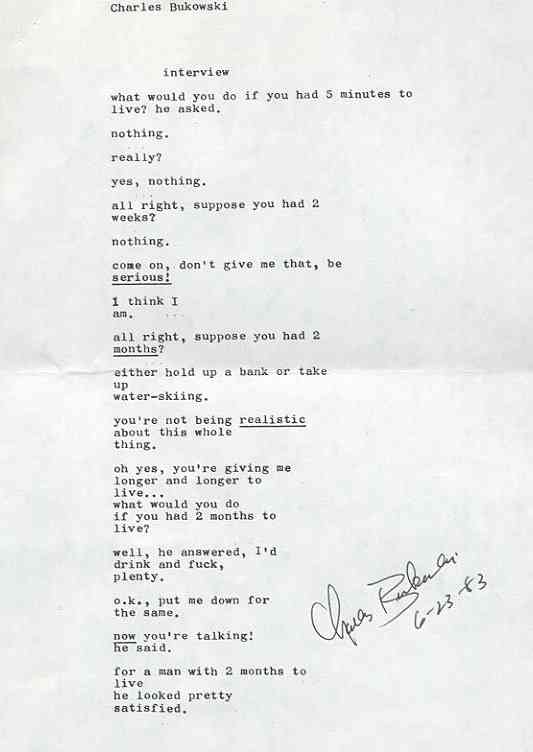 Charles Bukowski
interview
what would you do if you had 5 minutes to
live? he asked.
nothing.
really?
yes, nothing.
all right, suppose you had 2
weeks?
nothing.
come on, don't give me that, be
serious!
I think I
am.
all right, suppose you had 2
months?
either hold up a bank or take
up
water-skiing.
you're not being realistic
about this whole
thing.
oh yes, you're giving me
longer and longer to
live...
what would you do
if you had 2 months to
live?
well, he answered, I'd
drink and fuck,
plenty.
o.k., put me down for
the same.
now you're talking!
he said.
for a man with 2 months to
live
he looked pretty
satisfied.
Charles Bukowski
6-23-83